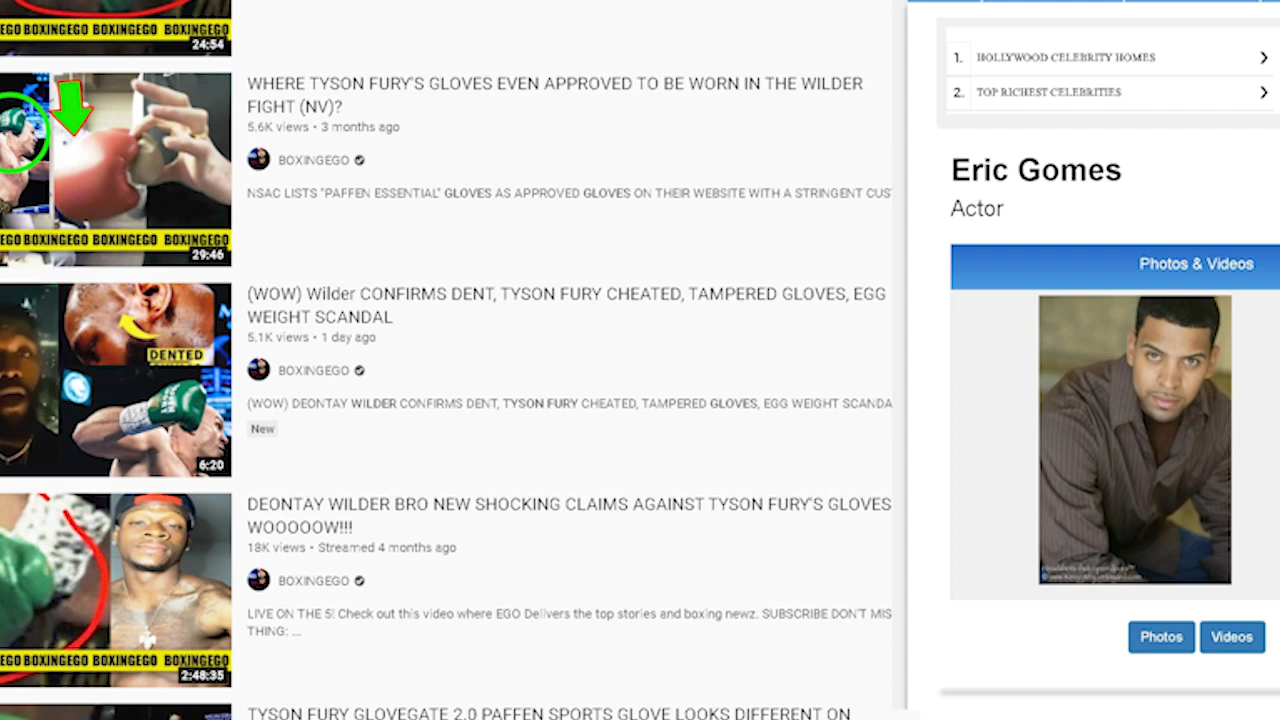 EGO BOXINGEGO BOXINGEGO BOXINGEGO
24:54
WHERE TYSON FURY'S GLOVES EVEN APPROVED TO BE WORN IN THE WILDER
FIGHT (NV)?
5.6K views • 3 months ago
BOXINGEGO
NSAC LISTS "PAFFEN ESSENTIAL" GLOVES AS APPROVED GLOVES ON THEIR WEBSITE WITH A STRINGENT CUS
EGO BOXINGEGO BOXINGEGO BOXINGEGO
29:46
(WOW) Wilder CONFIRMS DENT, TYSON FURY CHEATED, TAMPERED GLOVES, EGG
WEIGHT SCANDAL
5.1K views • 1 day ago
DENTED
BOXINGEGO
(WOW) DEONTAY WILDER CONFIRMS DENT, TYSON FURY CHEATED, TAMPERED GLOVES, EGG WEIGHT SCANDA
New
6:20
DEONTAY WILDER BRO NEW SHOCKING CLAIMS AGAINST TYSON FURY'S GLOVES
WOOOOOW!!!
18K views • Streamed 4 months ago
BOXINGEGO
LIVE ON THE 5! Check out this video where EGO Delivers the top stories and boxing newz. SUBSCRIBE DON'T MIS
THING: ...
EGO BOXINGEGO BOXINGEGO BOXINGEGO
2:48:35
TYSON FURY GLOVEGATE 2.0 PAFFEN SPORTS GLOVE LOOKS DIFFERENT ON
1. HOLLYWOOD CELEBRITY HOMES
2. TOP RICHEST CELEBRITIES
Eric Gomes
Actor
Photos & Videos
Photos
Videos